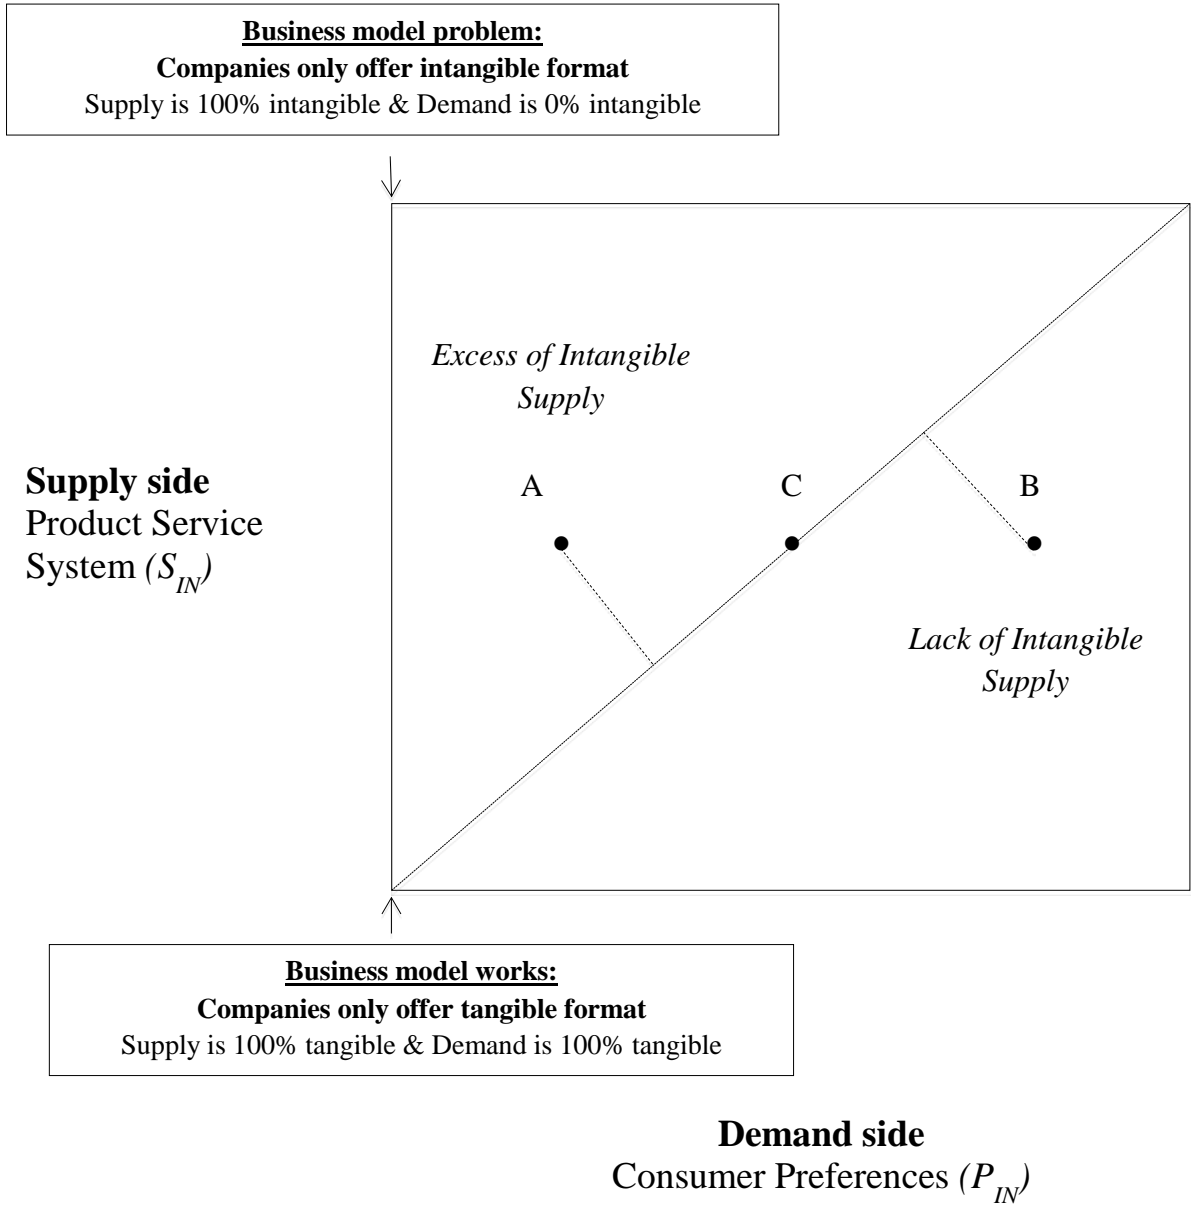 Business model problem:
Companies only offer intangible format
Supply is 100% intangible & Demand is 0% intangible
Excess of Intangible
Supply
Supply side
Product Service
System (S_IN)
A
C
B
Lack of Intangible
Supply
Business model works:
Companies only offer tangible format
Supply is 100% tangible & Demand is 100% tangible
Demand side
Consumer Preferences (P_IN)